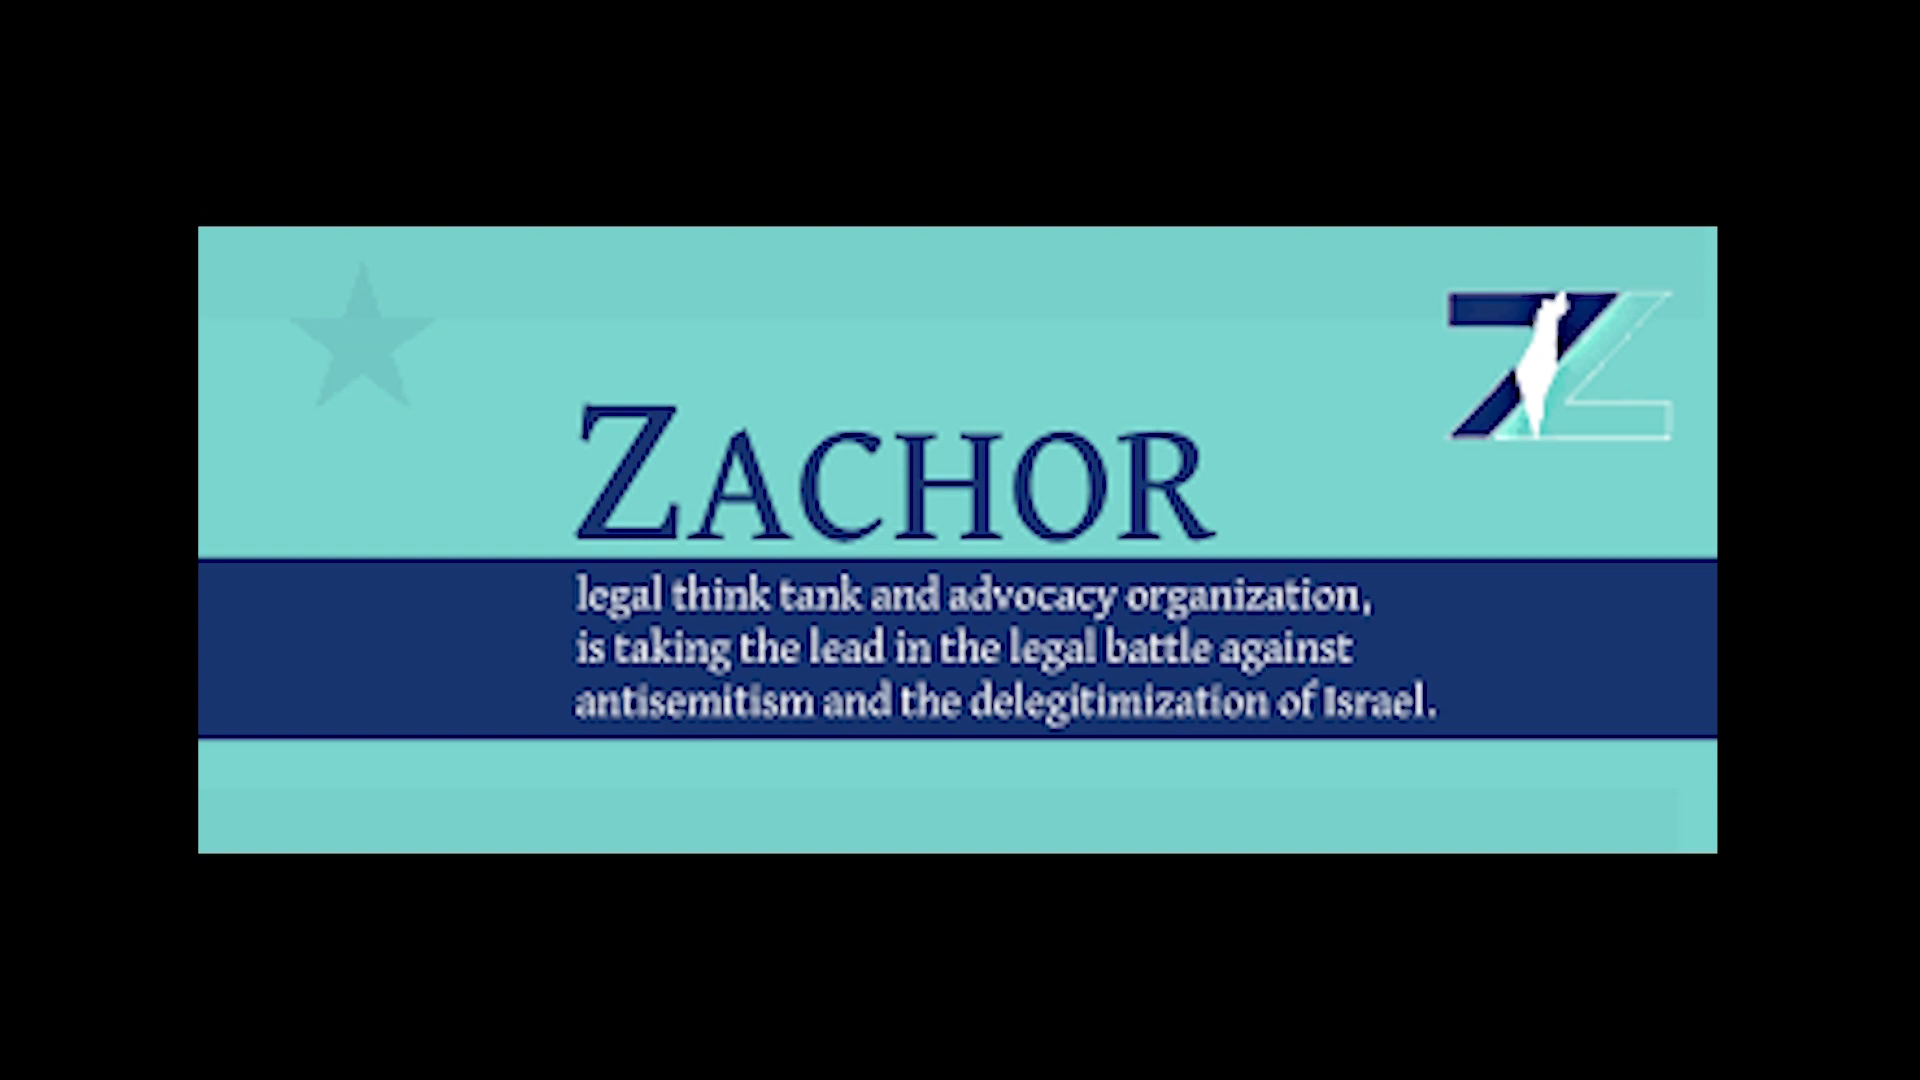 ZACHOR
legal think tank and advocacy organization,
is taking the lead in the legal battle against
antisemitism and the delegitimization of Israel.